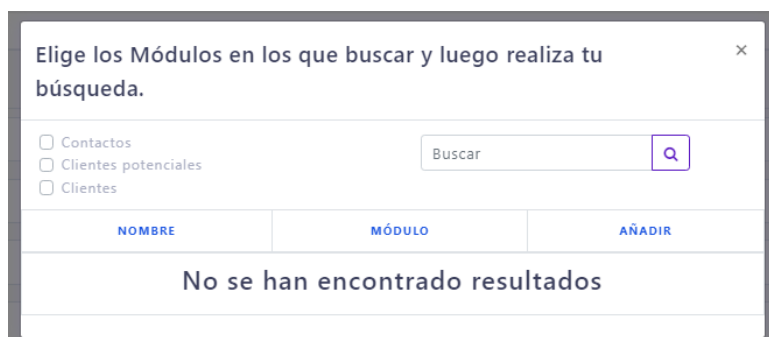 Elige los Módulos en los que buscar y luego realiza tu
búsqueda.
×
Contactos
Clientes potenciales
Clientes
Buscar
NOMBRE
MÓDULO
AÑADIR
No se han encontrado resultados